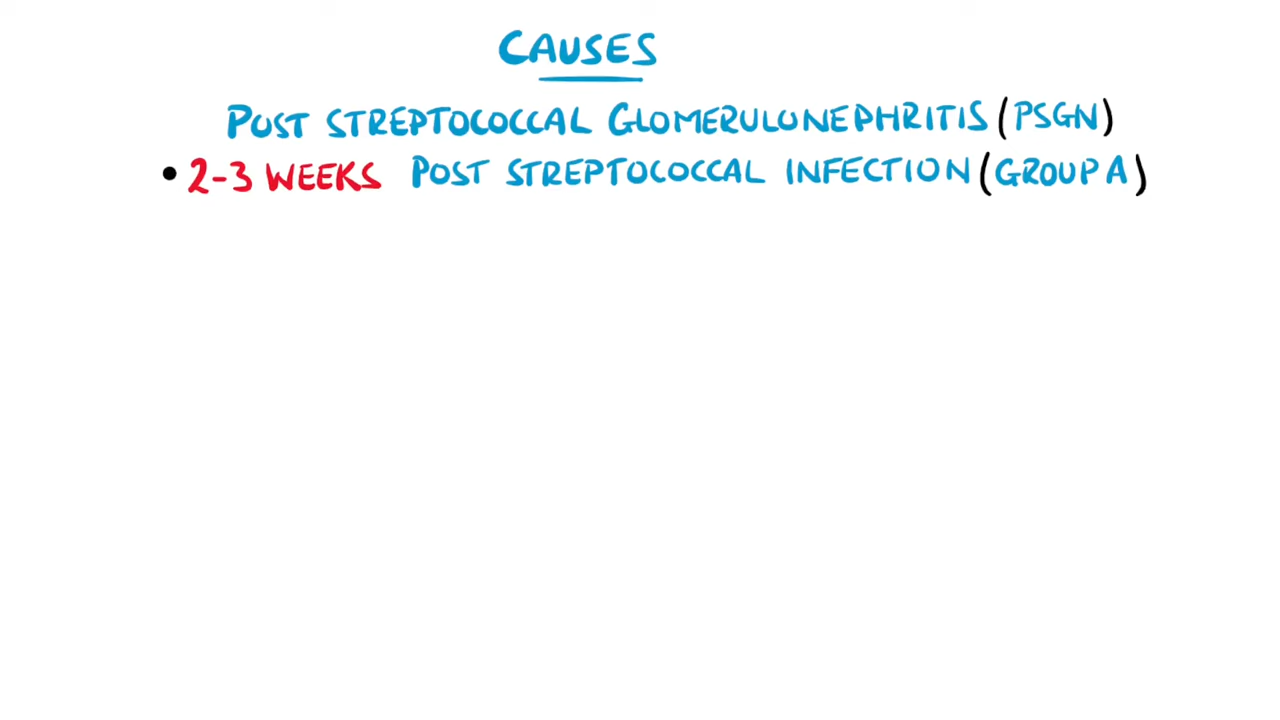 CAUSES
POST STREPTOCOCCAL GLOMERULONEPHRITIS (PSGN)
• 2-3 WEEKS POST STREPTOCOCCAL INFECTION (GROUP A)